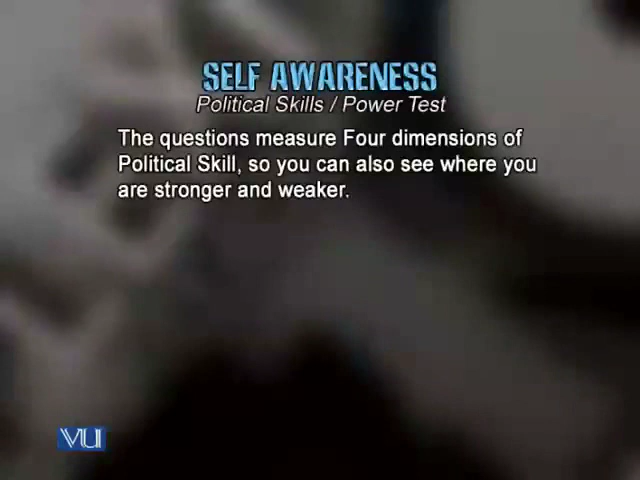 SELF AWARENESS
Political Skills / Power Test
The questions measure Four dimensions of
Political Skill, so you can also see where you
are stronger and weaker.
VU